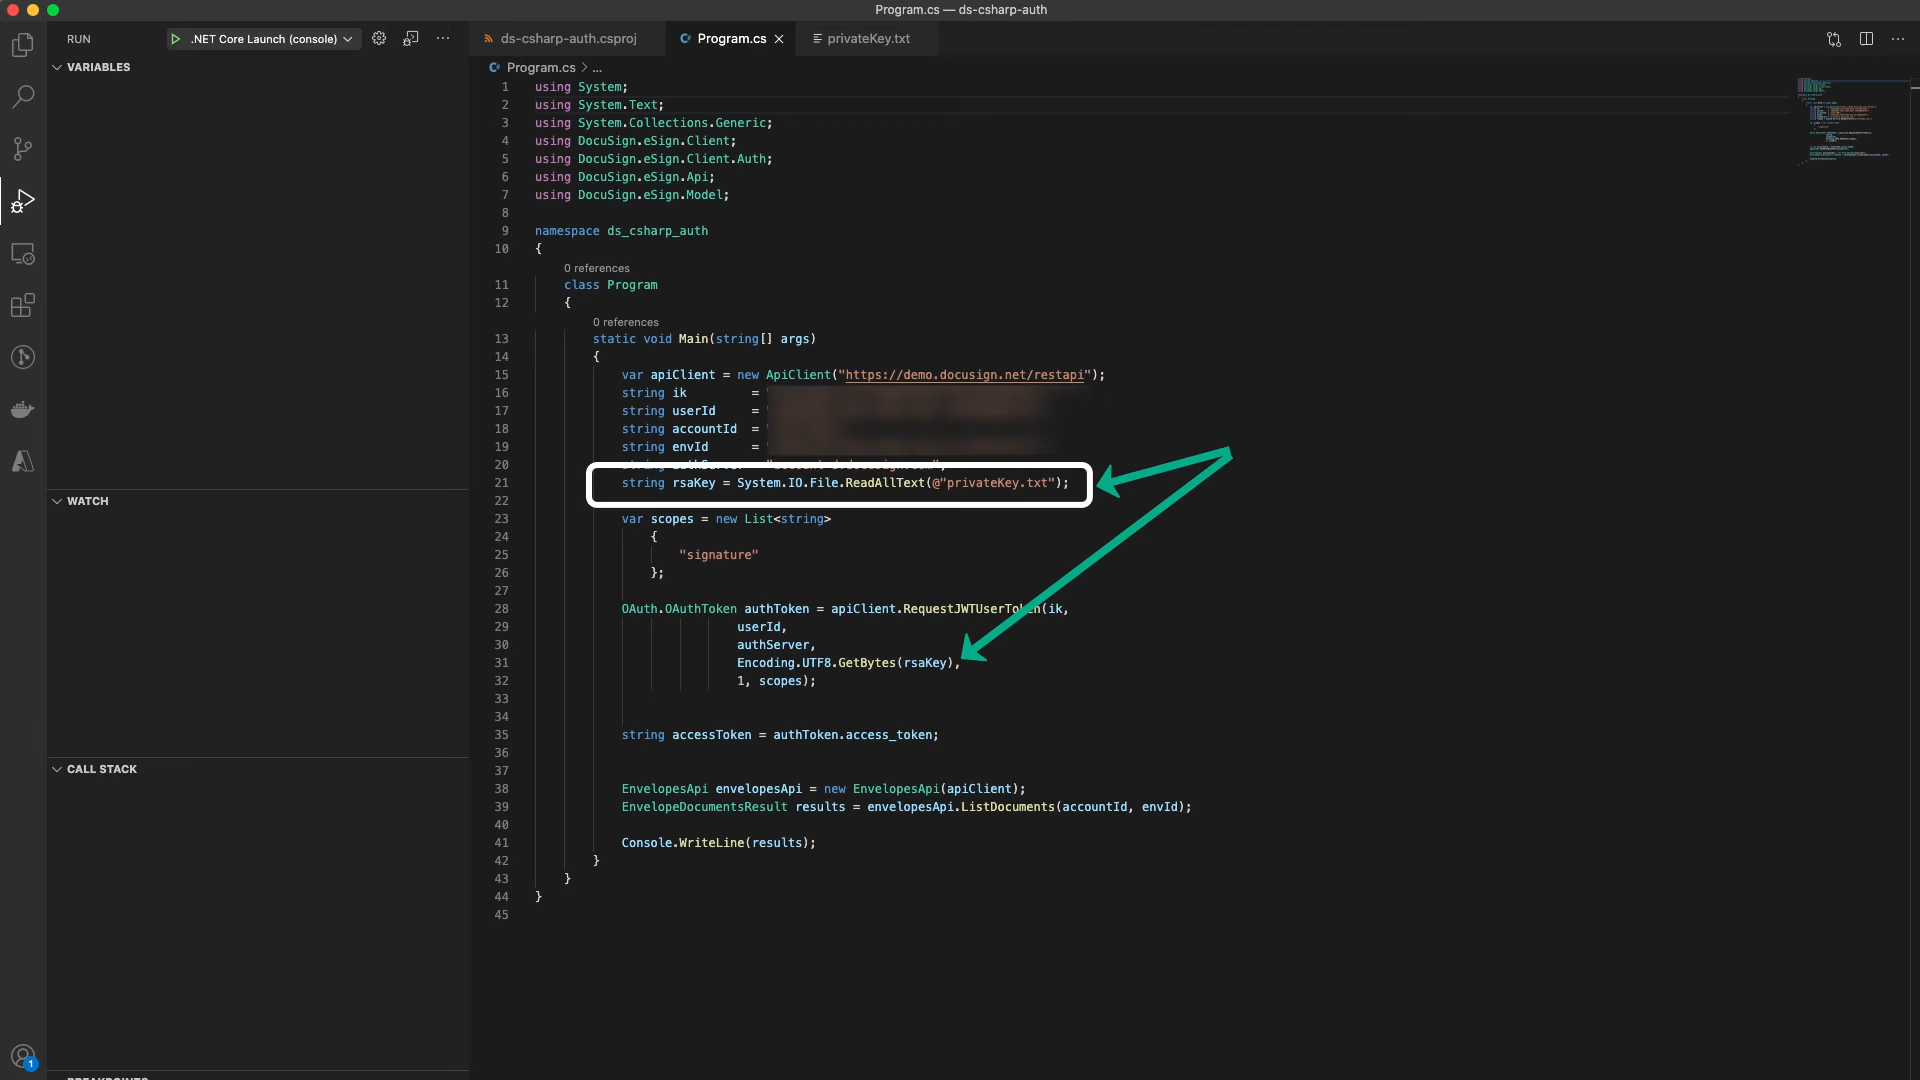 Program.cs — ds-csharp-auth
RUN
.NET Core Launch (console)
VARIABLES
WATCH
CALL STACK
BREAKPOINTS
1
ds-csharp-auth.csproj
Program.cs
privateKey.txt
Program.cs > ...
1 using System;
2 using System.Text;
3 using System.Collections.Generic;
4 using DocuSign.eSign.Client;
5 using DocuSign.eSign.Client.Auth;
6 using DocuSign.eSign.Api;
7 using DocuSign.eSign.Model;
8
9 namespace ds_csharp_auth
10 {
0 references
11 class Program
12 {
0 references
13 static void Main(string[] args)
14 {
15 var apiClient = new ApiClient("https://demo.docusign.net/restapi");
16 string ik = "
17 string userId = "
18 string accountId = "
19 string envId = "
20
21 string rsaKey = System.IO.File.ReadAllText(@"privateKey.txt");
22
23 var scopes = new List<string>
24 {
25 "signature"
26 };
27
28 OAuth.OAuthToken authToken = apiClient.RequestJWTUserToken(ik,
29 userId,
30 authServer,
31 Encoding.UTF8.GetBytes(rsaKey),
32 1, scopes);
33
34
35 string accessToken = authToken.access_token;
36
37
38 EnvelopesApi envelopesApi = new EnvelopesApi(apiClient);
39 EnvelopeDocumentsResult results = envelopesApi.ListDocuments(accountId, envId);
40
41 Console.WriteLine(results);
42 }
43 }
44 }
45